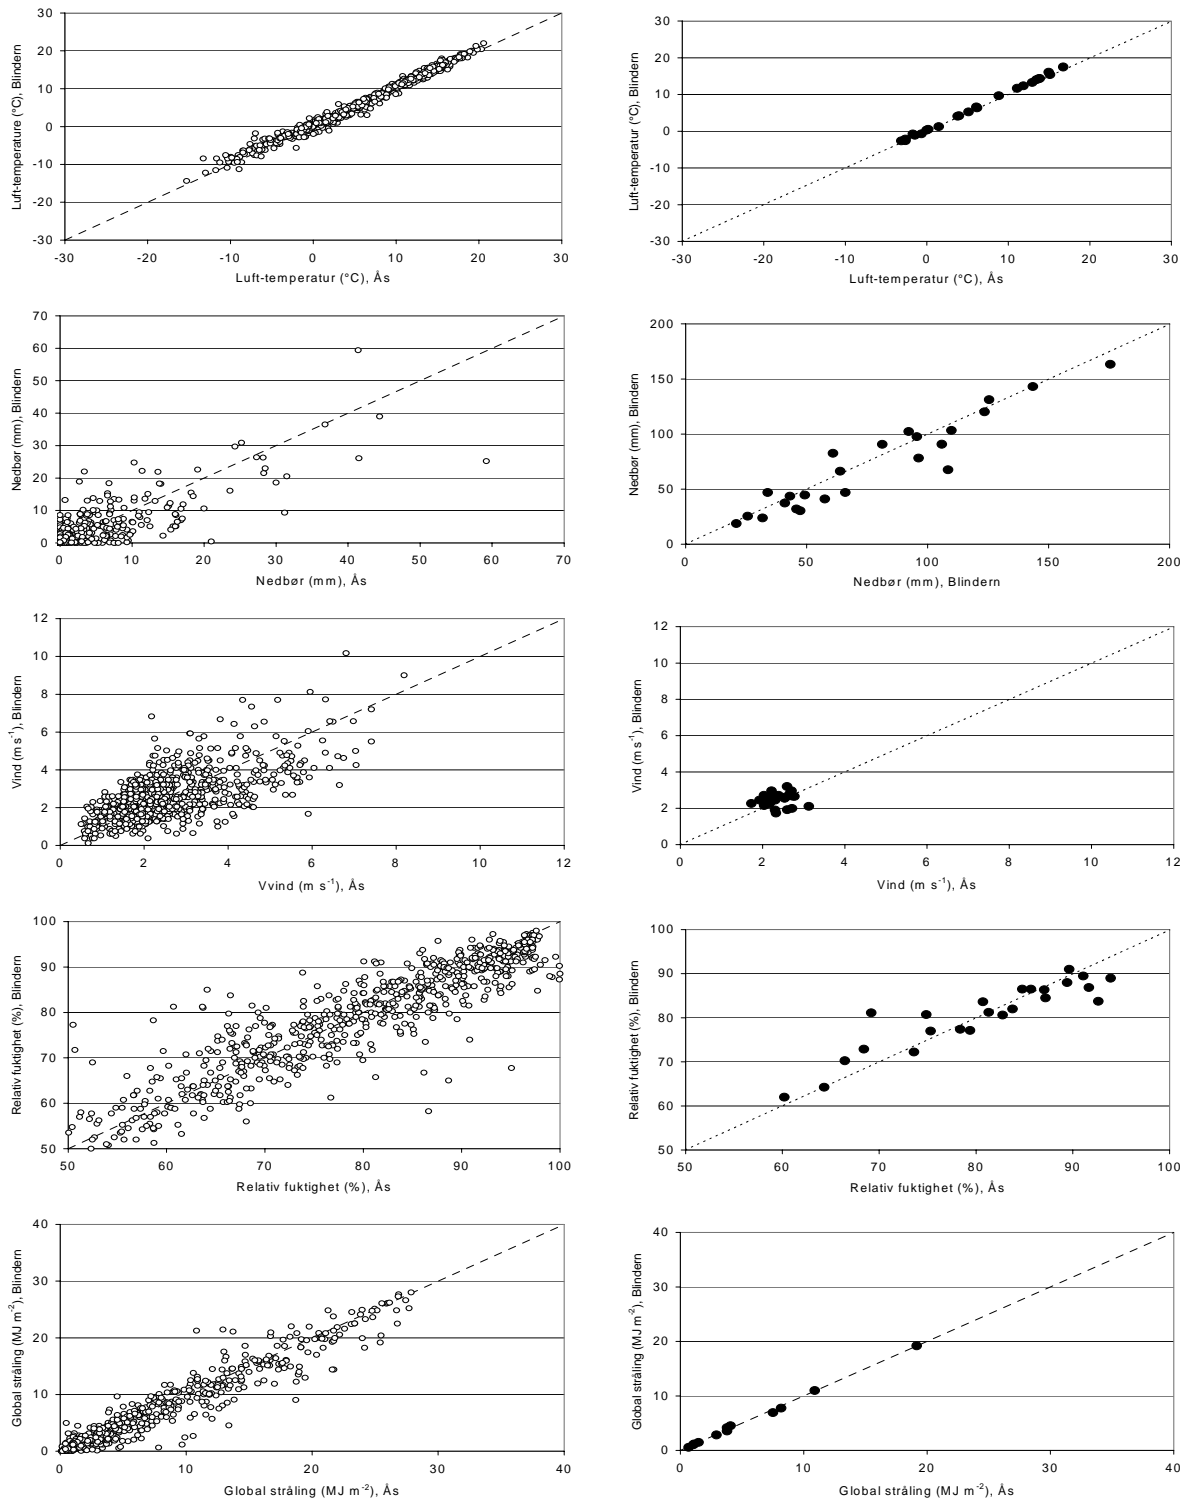 Luft-temperature (°C), Blindern
30
20
10
0
-10
-20
-30
-30 -20 -10 0 10 20 30
Luft-temperatur (°C), Ås
Luft-temperatur (°C), Blindern
30
20
10
0
-10
-20
-30
-30 -20 -10 0 10 20 30
Luft-temperatur (°C), Ås
Nedbør (mm), Blindern
70
60
50
40
30
20
10
0
0 10 20 30 40 50 60 70
Nedbør (mm), Ås
Nedbør (mm), Blindern
200
150
100
50
0
0 50 100 150 200
Nedbør (mm), Blindern
Vind (m s-1), Blindern
12
10
8
6
4
2
0
0 2 4 6 8 10 12
Vvind (m s-1), Ås
Vind (m s-1), Blindern
12
10
8
6
4
2
0
0 2 4 6 8 10 12
Vind (m s-1), Ås
Relativ fuktighet (%), Blindern
100
90
80
70
60
50
50 60 70 80 90 100
Relativ fuktighet (%), Ås
Relativ fuktighet (%), Blindern
100
90
80
70
60
50
50 60 70 80 90 100
Relativ fuktighet (%), Ås
Global stråling (MJ m-2), Blindern
40
30
20
10
0
0 10 20 30 40
Global stråling (MJ m-2), Ås
Global stråling (MJ m-2), Blindern
40
30
20
10
0
0 10 20 30 40
Global stråling (MJ m-2), Ås